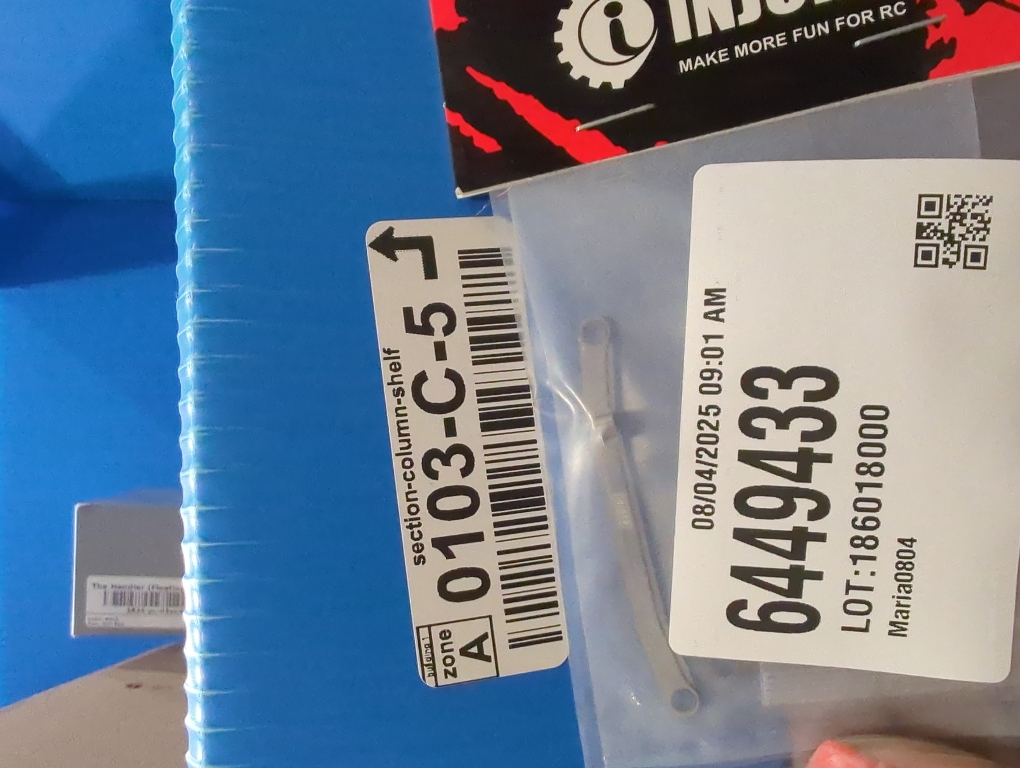 MAKE MORE FUN FOR RC
section-column-shelf
zone
A
0103-C-5
08/04/2025 09:01 AM
6449433
LOT:186018000
Maria0804